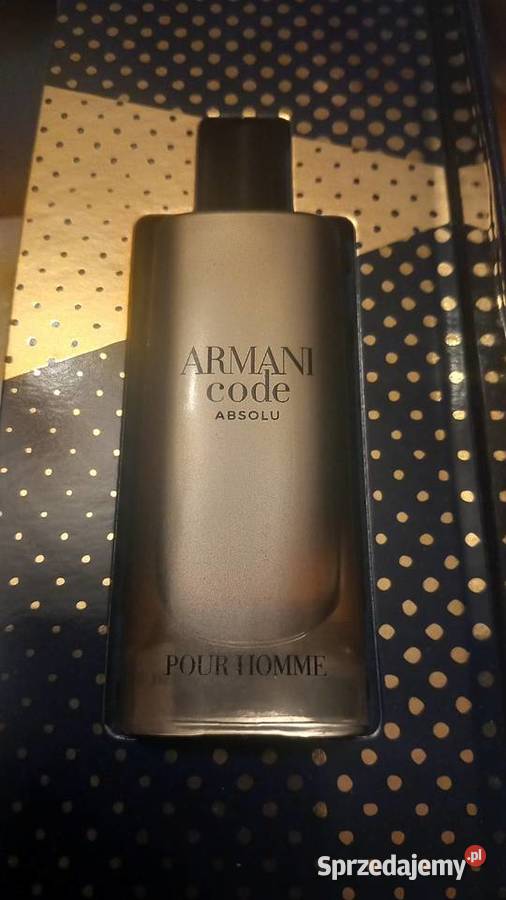 ARMANI
code
ABSOLU
POUR HOMME
Sprzedajemy.pl